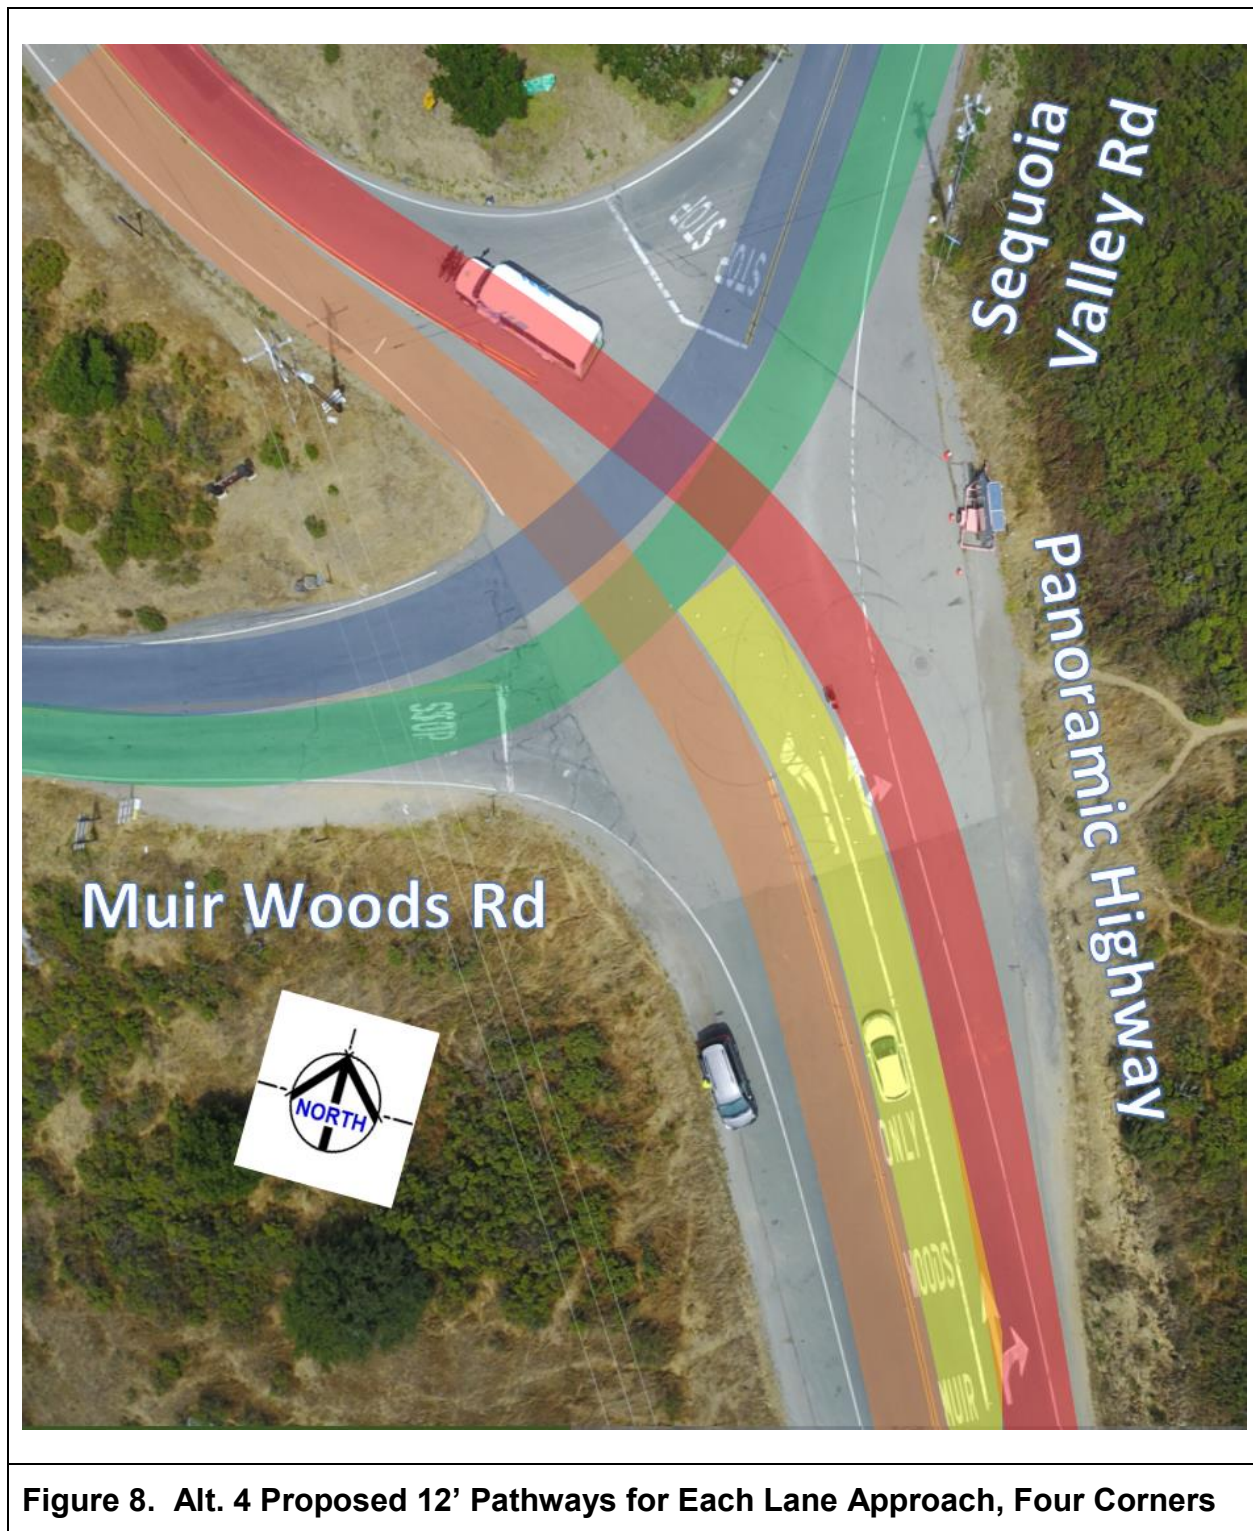 Sequoia
Valley Rd
STOP
STOP
Panoramic Highway
Muir Woods Rd
NORTH
ONLY
WOODS
MUIR
Figure 8. Alt. 4 Proposed 12’ Pathways for Each Lane Approach, Four Corners